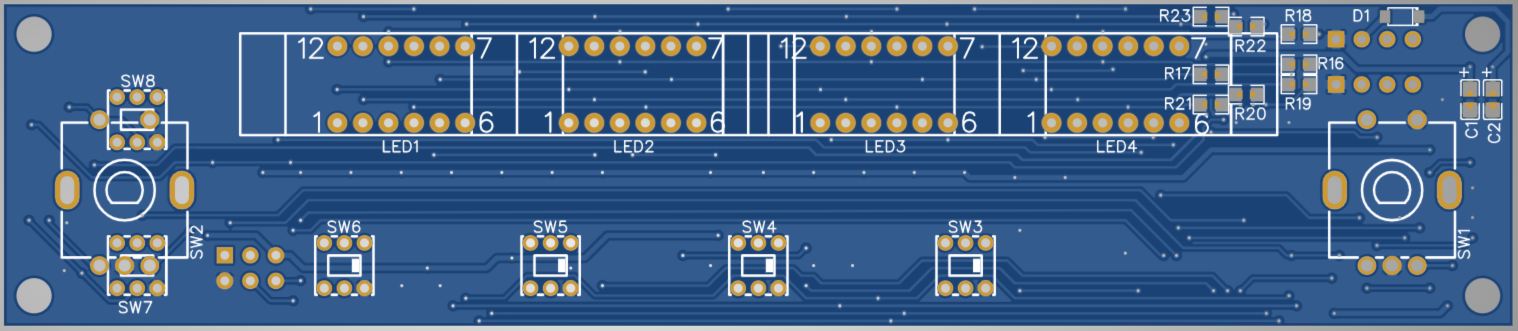 R23
R18
D1
R22
12 7 12 7 12 7 12 7
R16
R17
SW8
+ +
R21
R19
R20
1 6 1 6 1 6 1 6
C1 C2
LED1 LED2 LED3 LED4
SW6 SW5 SW4 SW3
SW2
SW1
SW7